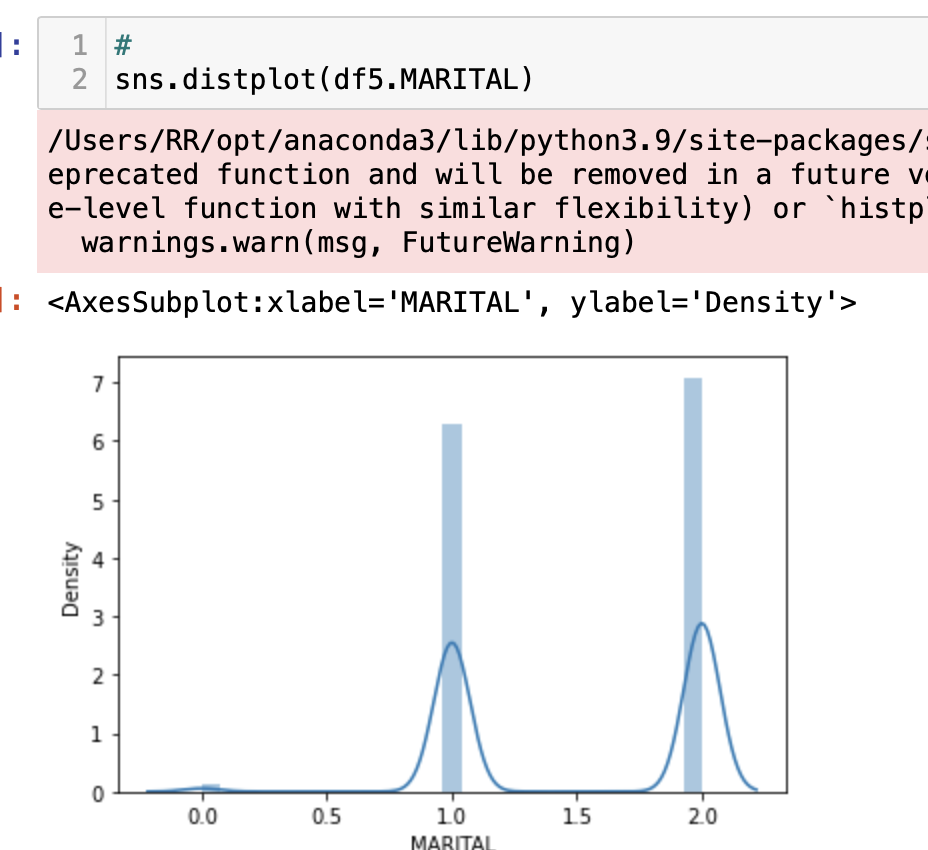 ]:
1 #
2 sns.distplot(df5.MARITAL)
/Users/RR/opt/anaconda3/lib/python3.9/site-packages/
eprecated function and will be removed in a future
e-level function with similar flexibility) or `histp
warnings.warn(msg, FutureWarning)
]: <AxesSubplot:xlabel='MARITAL', ylabel='Density'>
7
6
5
4
3
2
1
0
Density
0.0 0.5 1.0 1.5 2.0
MARITAL